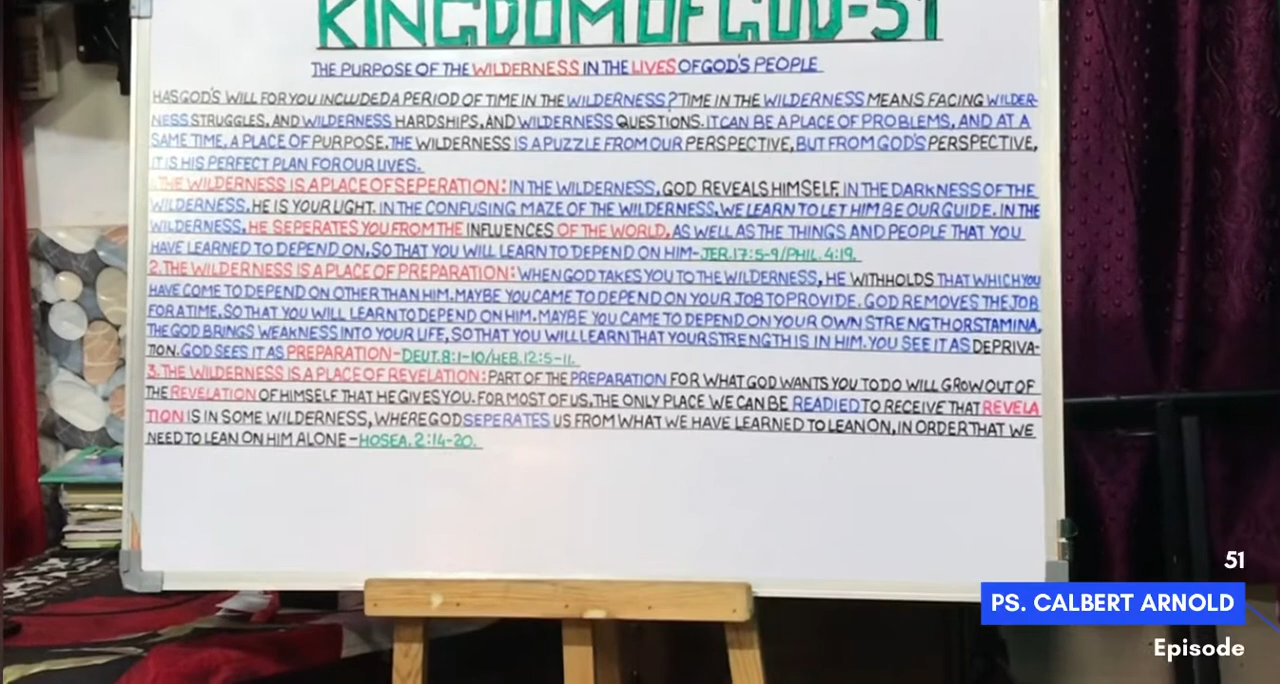 KINGDOM OF GOD-51
THE PURPOSE OF THE WILDERNESS IN THE LIVES OF GOD'S PEOPLE
HAS GOD'S WILL FOR YOU INCLUDED A PERIOD OF TIME IN THE WILDERNESS? TIME IN THE WILDERNESS MEANS FACING WILDER-
NESS STRUGGLES, AND WILDERNESS HARDSHIPS, AND WILDERNESS QUESTIONS. IT CAN BE A PLACE OF PROBLEMS, AND AT A
SAME TIME, A PLACE OF PURPOSE. THE WILDERNESS IS A PUZZLE FROM OUR PERSPECTIVE, BUT FROM GOD'S PERSPECTIVE,
IT IS HIS PERFECT PLAN FOR OUR LIVES.
1. THE WILDERNESS IS A PLACE OF SEPERATION: IN THE WILDERNESS, GOD REVEALS HIMSELF. IN THE DARKNESS OF THE
WILDERNESS, HE IS YOUR LIGHT. IN THE CONFUSING MAZE OF THE WILDERNESS, WE LEARN TO LET HIM BE OUR GUIDE. IN THE
WILDERNESS, HE SEPERATES YOU FROM THE INFLUENCES OF THE WORLD, AS WELL AS THE THINGS AND PEOPLE THAT YOU
HAVE LEARNED TO DEPEND ON, SO THAT YOU WILL LEARN TO DEPEND ON HIM- JER. 17:5-9/PHIL. 4:19.
2. THE WILDERNESS IS A PLACE OF PREPARATION: WHEN GOD TAKES YOU TO THE WILDERNESS, HE WITHHOLDS THAT WHICH YOU
HAVE COME TO DEPEND ON OTHER THAN HIM. MAYBE YOU CAME TO DEPEND ON YOUR JOB TO PROVIDE. GOD REMOVES THE JOB
FOR A TIME, SO THAT YOU WILL LEARN TO DEPEND ON HIM. MAYBE YOU CAME TO DEPEND ON YOUR OWN STRENGTH OR STAMINA,
THE GOD BRINGS WEAKNESS INTO YOUR LIFE, SO THAT YOU WILL LEARN THAT YOUR STRENGTH IS IN HIM. YOU SEE IT AS DEPRIVA-
TION. GOD SEES IT AS PREPARATION- DEUT. 8:1-10/HEB. 12:5-11.
3. THE WILDERNESS IS A PLACE OF REVELATION: PART OF THE PREPARATION FOR WHAT GOD WANTS YOU TO DO WILL GROW OUT OF
THE REVELATION OF HIMSELF THAT HE GIVES YOU. FOR MOST OF US, THE ONLY PLACE WE CAN BE READIED TO RECEIVE THAT REVELA
TION IS IN SOME WILDERNESS, WHERE GOD SEPERATES US FROM WHAT WE HAVE LEARNED TO LEAN ON, IN ORDER THAT WE
NEED TO LEAN ON HIM ALONE - HOSEA. 2:14-20.
51
PS. CALBERT ARNOLD
Episode